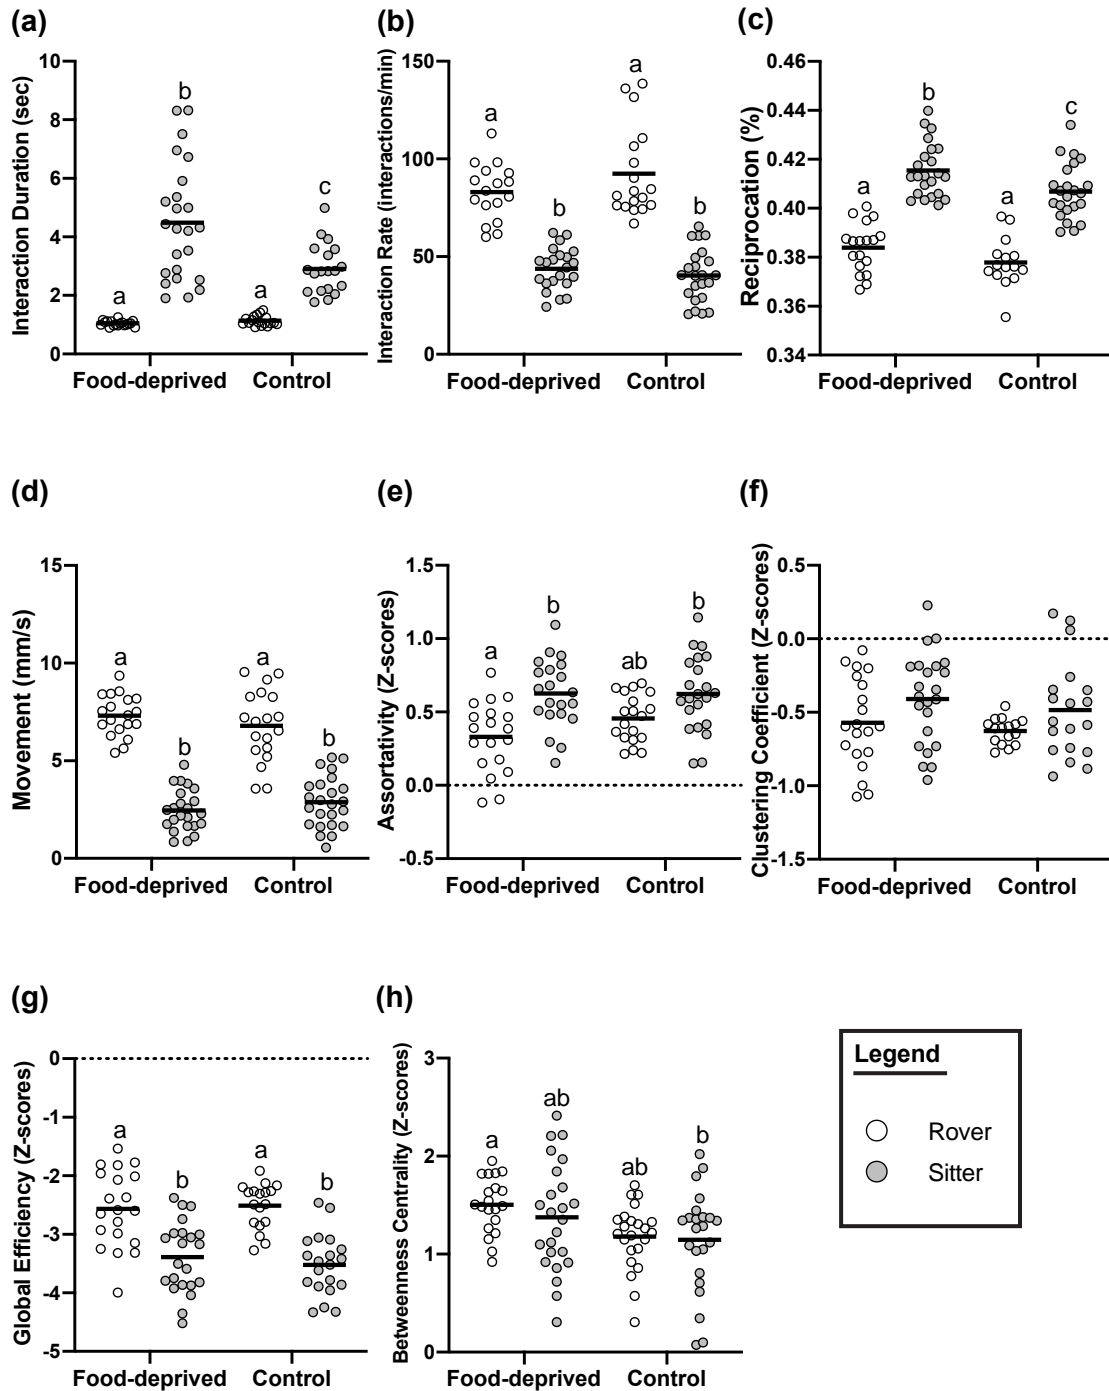 (a)
Interaction Duration (sec)
10
8
6
4
2
0
a
b
a
c
Food-deprived
Control
(b)
Interaction Rate (interactions/min)
150
100
50
0
a
b
a
b
Food-deprived
Control
(c)
Reciprocation (%)
0.46
0.44
0.42
0.40
0.38
0.36
0.34
a
b
a
c
Food-deprived
Control
(d)
Movement (mm/s)
15
10
5
0
a
b
a
b
Food-deprived
Control
(e)
Assortativity (Z-scores)
1.5
1.0
0.5
0.0
-0.5
a
b
ab
b
Food-deprived
Control
(f)
Clustering Coefficient (Z-scores)
0.5
0.0
-0.5
-1.0
-1.5
Food-deprived
Control
(g)
Global Efficiency (Z-scores)
0
-1
-2
-3
-4
-5
a
b
a
b
Food-deprived
Control
(h)
Betweenness Centrality (Z-scores)
3
2
1
0
a
ab
ab
b
Food-deprived
Control
Legend
Rover
Sitter